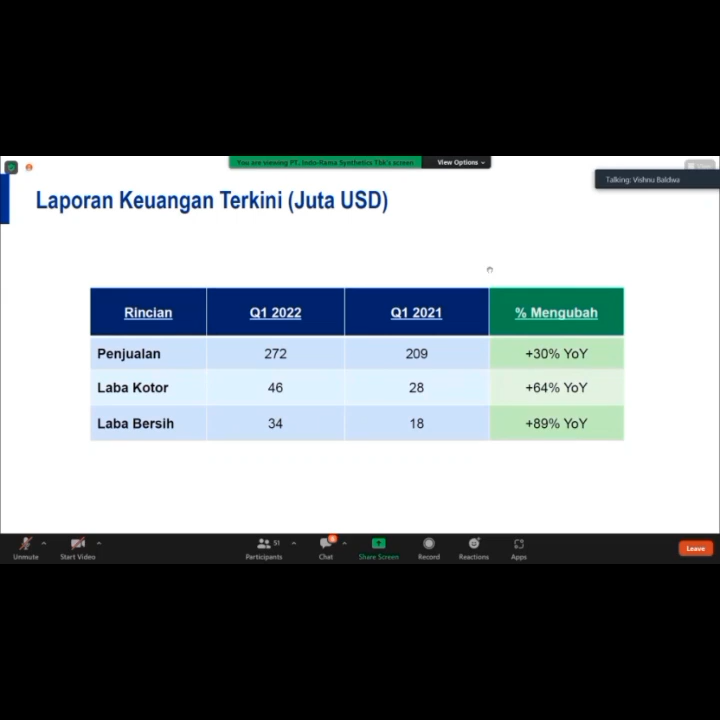 You are viewing PT. Indo-Rama Synthetics Tbk's screen View Options
View
Talking: Vishnu Baldwa
Laporan Keuangan Terkini (Juta USD)
Rincian Q1 2022 Q1 2021 % Mengubah
Penjualan 272 209 +30% YoY
Laba Kotor 46 28 +64% YoY
Laba Bersih 34 18 +89% YoY
Unmute Start Video Participants 51 Chat Share Screen Record Reactions Apps Leave